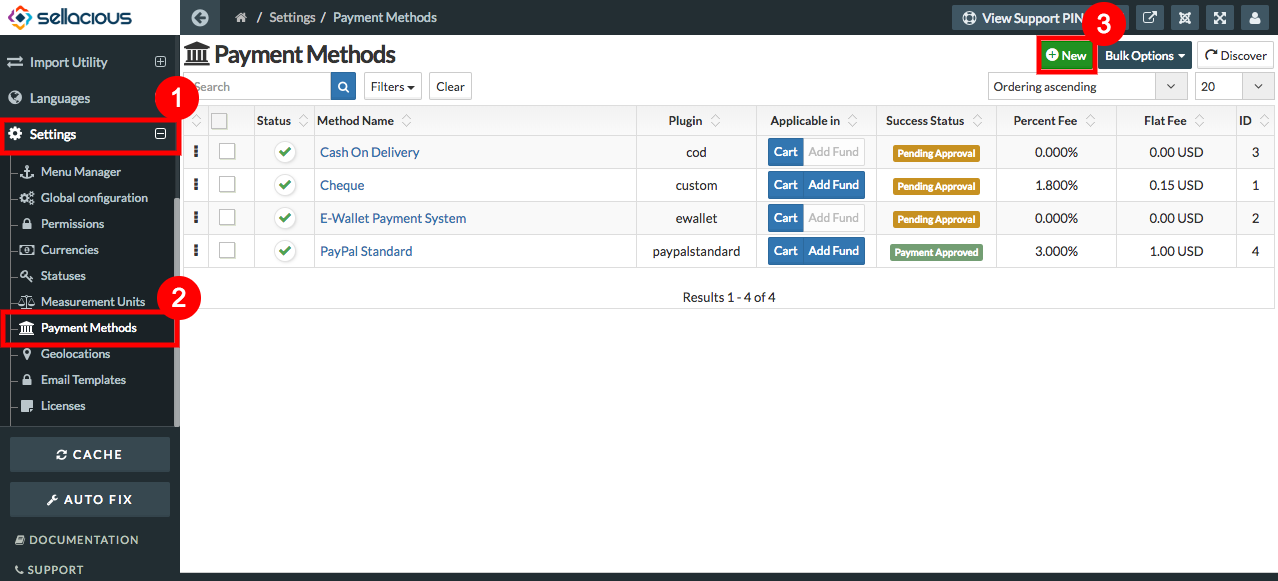 sellacious
Settings / Payment Methods
View Support PIN
3
Import Utility
Languages
1
Settings
Menu Manager
Global configuration
Permissions
Currencies
Statuses
Measurement Units
2
Payment Methods
Geolocations
Email Templates
Licenses
CACHE
AUTO FIX
DOCUMENTATION
SUPPORT
Payment Methods
New
Bulk Options
Discover
Search
Filters
Clear
Ordering ascending
20
Status Method Name Plugin Applicable in Success Status Percent Fee Flat Fee ID
Cash On Delivery cod Cart Add Fund Pending Approval 0.000% 0.00 USD 3
Cheque custom Cart Add Fund Pending Approval 1.800% 0.15 USD 1
E-Wallet Payment System ewallet Cart Add Fund Pending Approval 0.000% 0.00 USD 2
PayPal Standard paypalstandard Cart Add Fund Payment Approved 3.000% 1.00 USD 4
Results 1 - 4 of 4